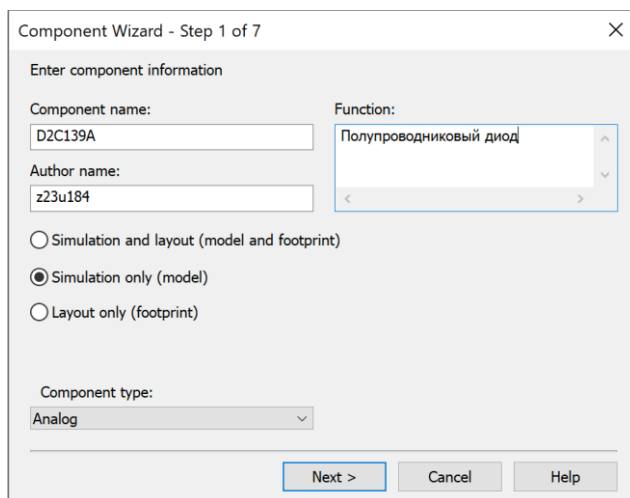 Component Wizard - Step 1 of 7
Enter component information
Component name:
D2C139A
Function:
Полупроводниковый диод
Author name:
z23u184
Simulation and layout (model and footprint)
Simulation only (model)
Layout only (footprint)
Component type:
Analog
Next >
Cancel
Help